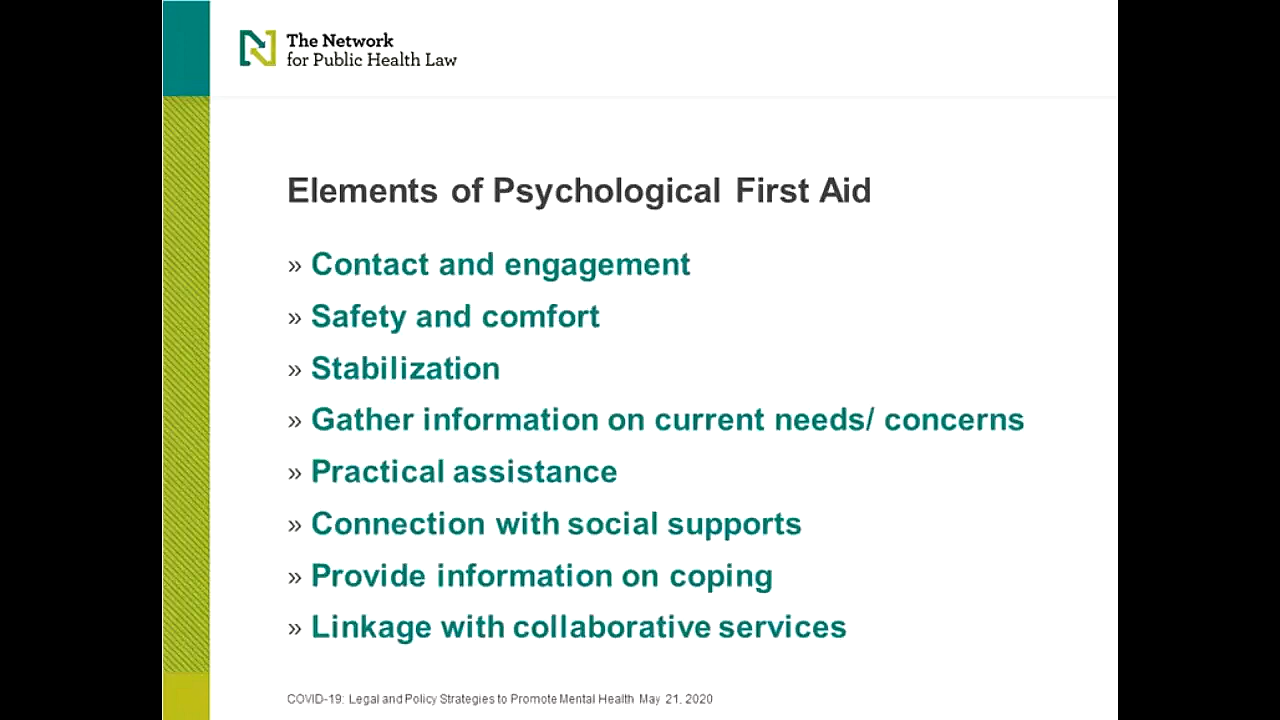 The Network
for Public Health Law
Elements of Psychological First Aid
» Contact and engagement
» Safety and comfort
» Stabilization
» Gather information on current needs/ concerns
» Practical assistance
» Connection with social supports
» Provide information on coping
» Linkage with collaborative services
COVID-19: Legal and Policy Strategies to Promote Mental Health May 21, 2020